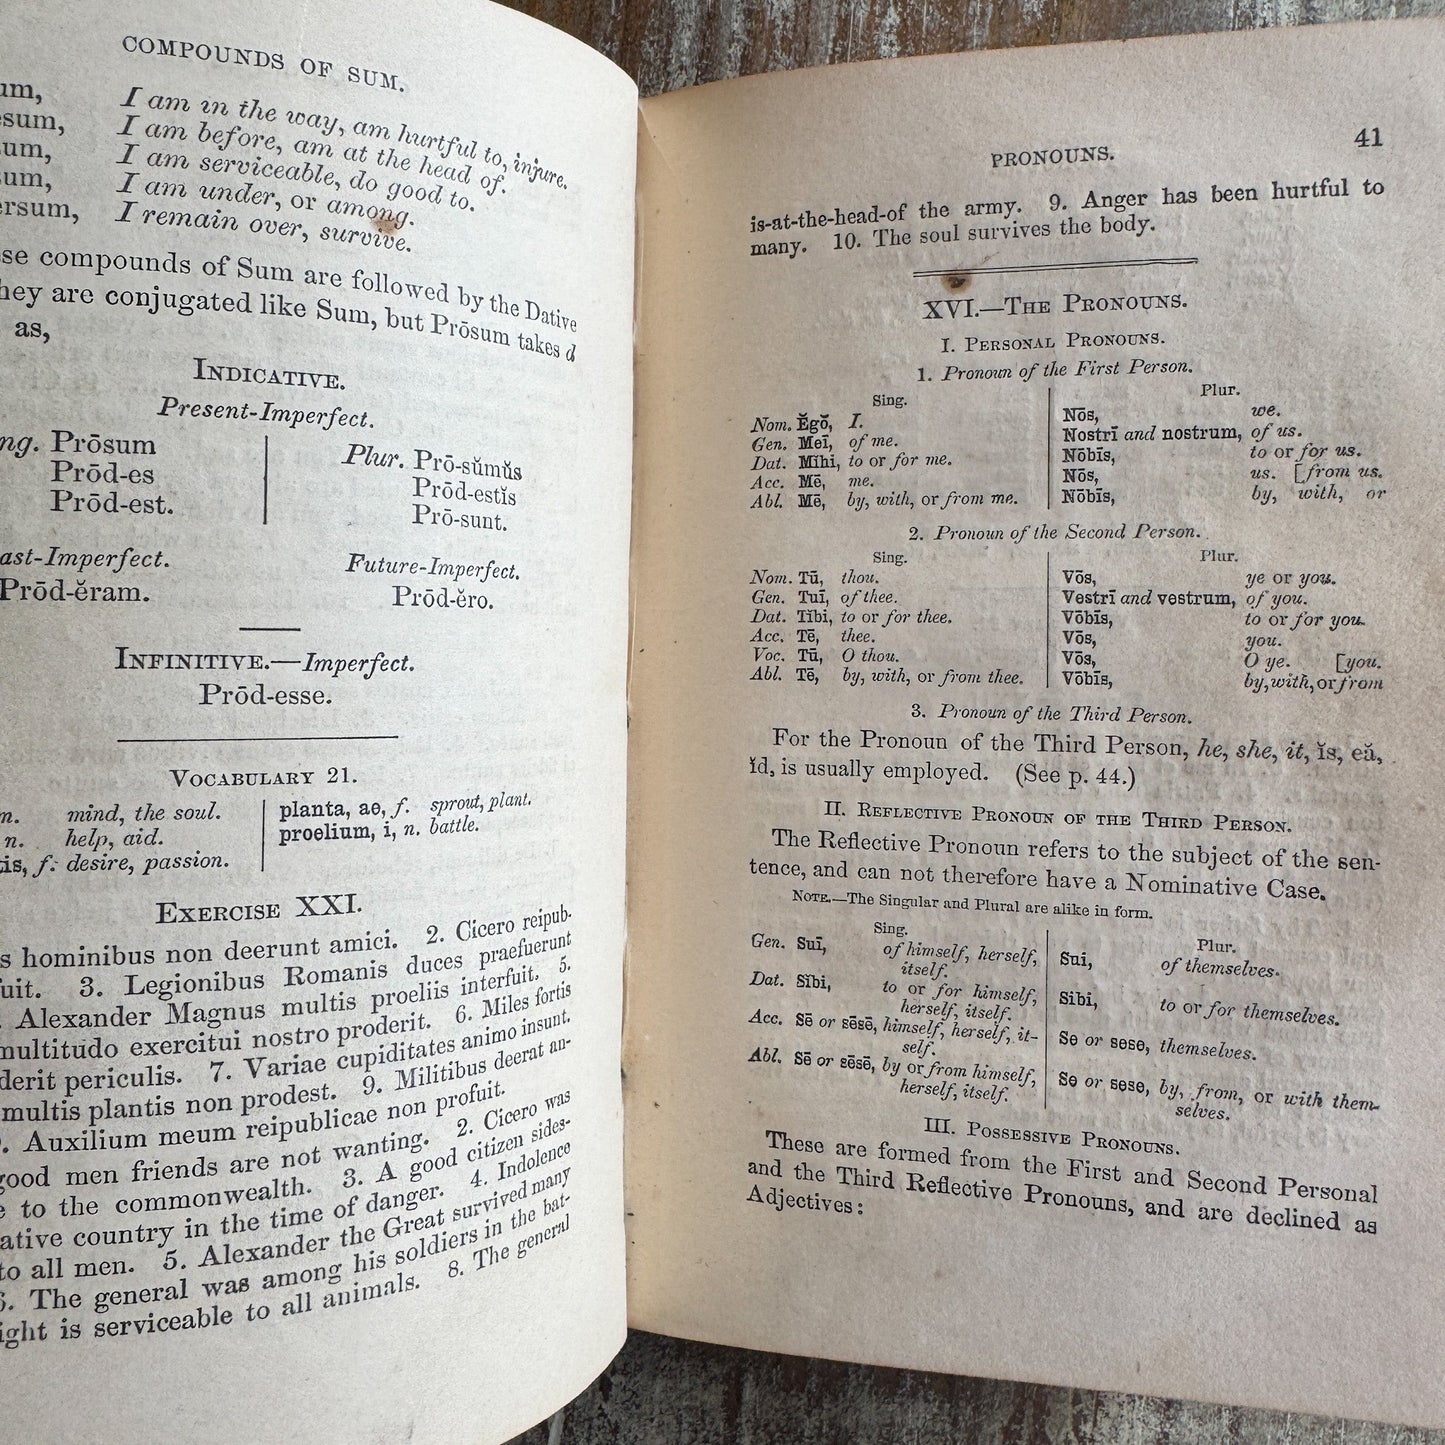 COMPOUNDS OF SUM.
um, I am in the way, am hurtful to, injure.
esum, I am before, am at the head of.
sum, I am serviceable, do good to.
um, I am under, or among.
ersum, I remain over, survive.
se compounds of Sum are followed by the Dative
hey are conjugated like Sum, but Prōsum takes d
as,
INDICATIVE.
Present-Imperfect.
ng. Prōsum
Prōd-es
Prōd-est.
Plur. Prō-sŭmŭs
Prōd-estĭs
Prō-sunt.
ast-Imperfect.
Prōd-ĕram.
Future-Imperfect.
Prōd-ĕro.
INFINITIVE.—Imperfect.
Prōd-esse.
VOCABULARY 21.
n. mind, the soul.
n. help, aid.
tis, f. desire, passion.
planta, ae, f. sprout, plant.
proelium, i, n. battle.
EXERCISE XXI.
s hominibus non deerunt amici. 2. Cicero reipub-
fuit. 3. Legionibus Romanis duces praefuerunt
. Alexander Magnus multis proeliis interfuit. 5.
multitudo exercitui nostro proderit. 6. Miles fortis
derit periculis. 7. Variae cupiditates animo insunt.
multis plantis non prodest. 9. Militibus deerat an-
. Auxilium meum reipublicae non profuit.
good men friends are not wanting. 2. Cicero was
e to the commonwealth. 3. A good citizen sides-
ative country in the time of danger. 4. Indolence
to all men. 5. Alexander the Great survived many
6. The general was among his soldiers in the bat-
ight is serviceable to all animals. 8. The general
PRONOUNS. 41
is-at-the-head-of the army. 9. Anger has been hurtful to
many. 10. The soul survives the body.
XVI.—THE PRONOUNS.
I. PERSONAL PRONOUNS.
1. Pronoun of the First Person.
Sing.
Nom. Ĕgŏ, I.
Gen. Meī, of me.
Dat. Mĭhi, to or for me.
Acc. Mē, me.
Abl. Mē, by, with, or from me.
Plur.
Nōs, we.
Nostrī and nostrum, of us.
Nōbīs, to or for us.
Nōs, us. [from us.
Nōbīs, by, with, or
2. Pronoun of the Second Person.
Sing.
Nom. Tū, thou.
Gen. Tuī, of thee.
Dat. Tĭbi, to or for thee.
Acc. Tē, thee.
Voc. Tū, O thou.
Abl. Tē, by, with, or from thee.
Plur.
Vōs, ye or you.
Vestrī and vestrum, of you.
Vōbīs, to or for you.
Vōs, you.
Vōs, O ye. [you.
Vōbīs, by, with, or from
3. Pronoun of the Third Person.
For the Pronoun of the Third Person, he, she, it, ĭs, eă,
ĭd, is usually employed. (See p. 44.)
II. REFLECTIVE PRONOUN OF THE THIRD PERSON.
The Reflective Pronoun refers to the subject of the sen-
tence, and can not therefore have a Nominative Case.
NOTE.—The Singular and Plural are alike in form.
Sing.
Gen. Suī, of himself, herself,
itself.
Dat. Sĭbi, to or for himself,
herself, itself.
Acc. Sē or sēsē, himself, herself, it-
self.
Abl. Sē or sēsē, by or from himself,
herself, itself.
Plur.
Sui, of themselves.
Sibi, to or for themselves.
Se or sese, themselves.
Se or sese, by, from, or with them-
selves.
III. POSSESSIVE PRONOUNS.
These are formed from the First and Second Personal
and the Third Reflective Pronouns, and are declined as
Adjectives: